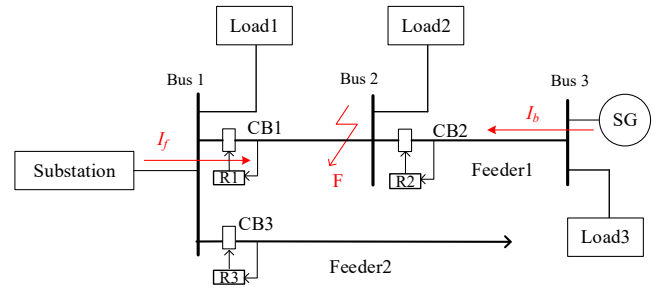 Load1
Load2
Bus 1
Bus 2
Bus 3
I_f
CB1
CB2
I_b
SG
Substation
R1
F
R2
Feeder1
CB3
Load3
R3
Feeder2